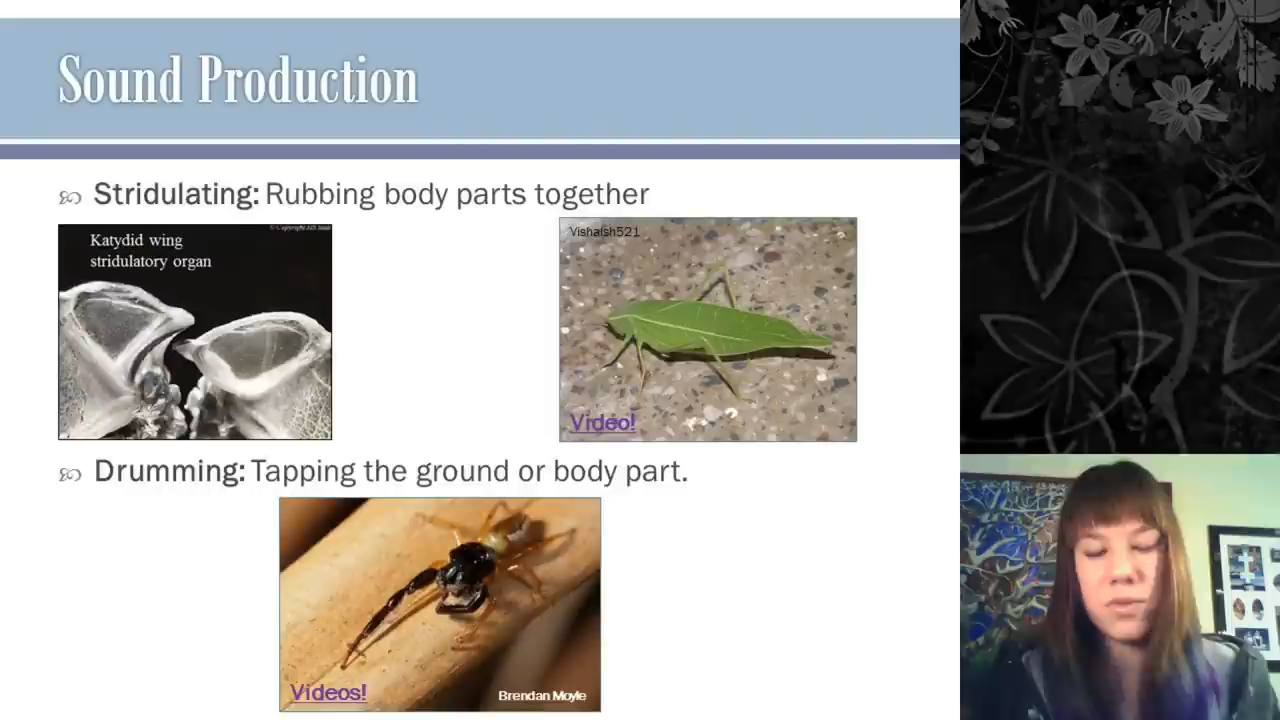 Sound Production
Stridulating: Rubbing body parts together
Katydid wing
stridulatory organ
Vishalsh521
Video!
Drumming: Tapping the ground or body part.
Videos!
Brendan Moyle